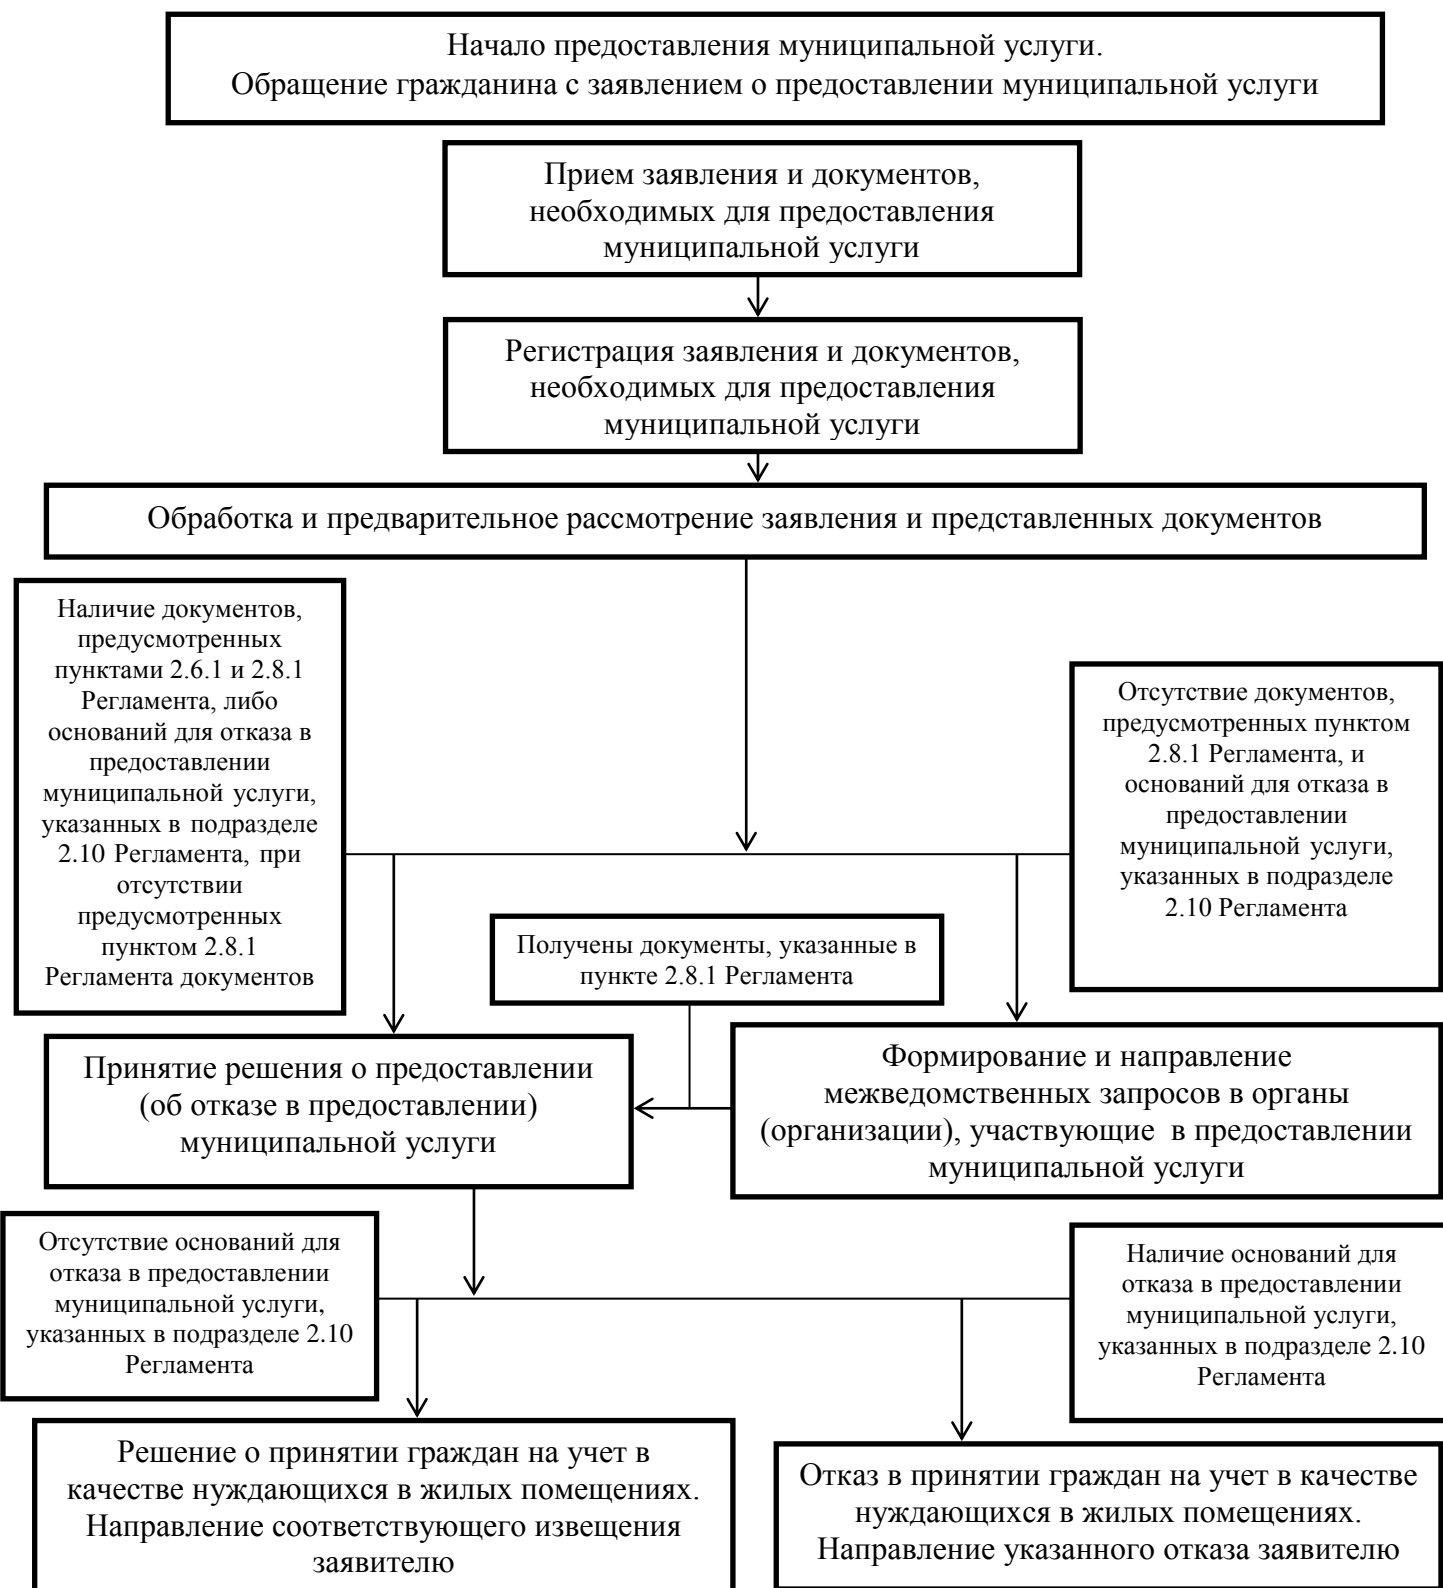 Начало предоставления муниципальной услуги.
Обращение гражданина с заявлением о предоставлении муниципальной услуги
Прием заявления и документов,
необходимых для предоставления
муниципальной услуги
Регистрация заявления и документов,
необходимых для предоставления
муниципальной услуги
Обработка и предварительное рассмотрение заявления и представленных документов
Наличие документов,
предусмотренных
пунктами 2.6.1 и 2.8.1
Регламента, либо
оснований для отказа в
предоставлении
муниципальной услуги,
указанных в подразделе
2.10 Регламента, при
отсутствии
предусмотренных
пунктом 2.8.1
Регламента документов
Отсутствие документов,
предусмотренных пунктом
2.8.1 Регламента, и
оснований для отказа в
предоставлении
муниципальной услуги,
указанных в подразделе
2.10 Регламента
Получены документы, указанные в
пункте 2.8.1 Регламента
Принятие решения о предоставлении
(об отказе в предоставлении)
муниципальной услуги
Формирование и направление
межведомственных запросов в органы
(организации), участвующие в предоставлении
муниципальной услуги
Отсутствие оснований для
отказа в предоставлении
муниципальной услуги,
указанных в подразделе 2.10
Регламента
Наличие оснований для
отказа в предоставлении
муниципальной услуги,
указанных в подразделе 2.10
Регламента
Решение о принятии граждан на учет в
качестве нуждающихся в жилых помещениях.
Направление соответствующего извещения
заявителю
Отказ в принятии граждан на учет в качестве
нуждающихся в жилых помещениях.
Направление указанного отказа заявителю